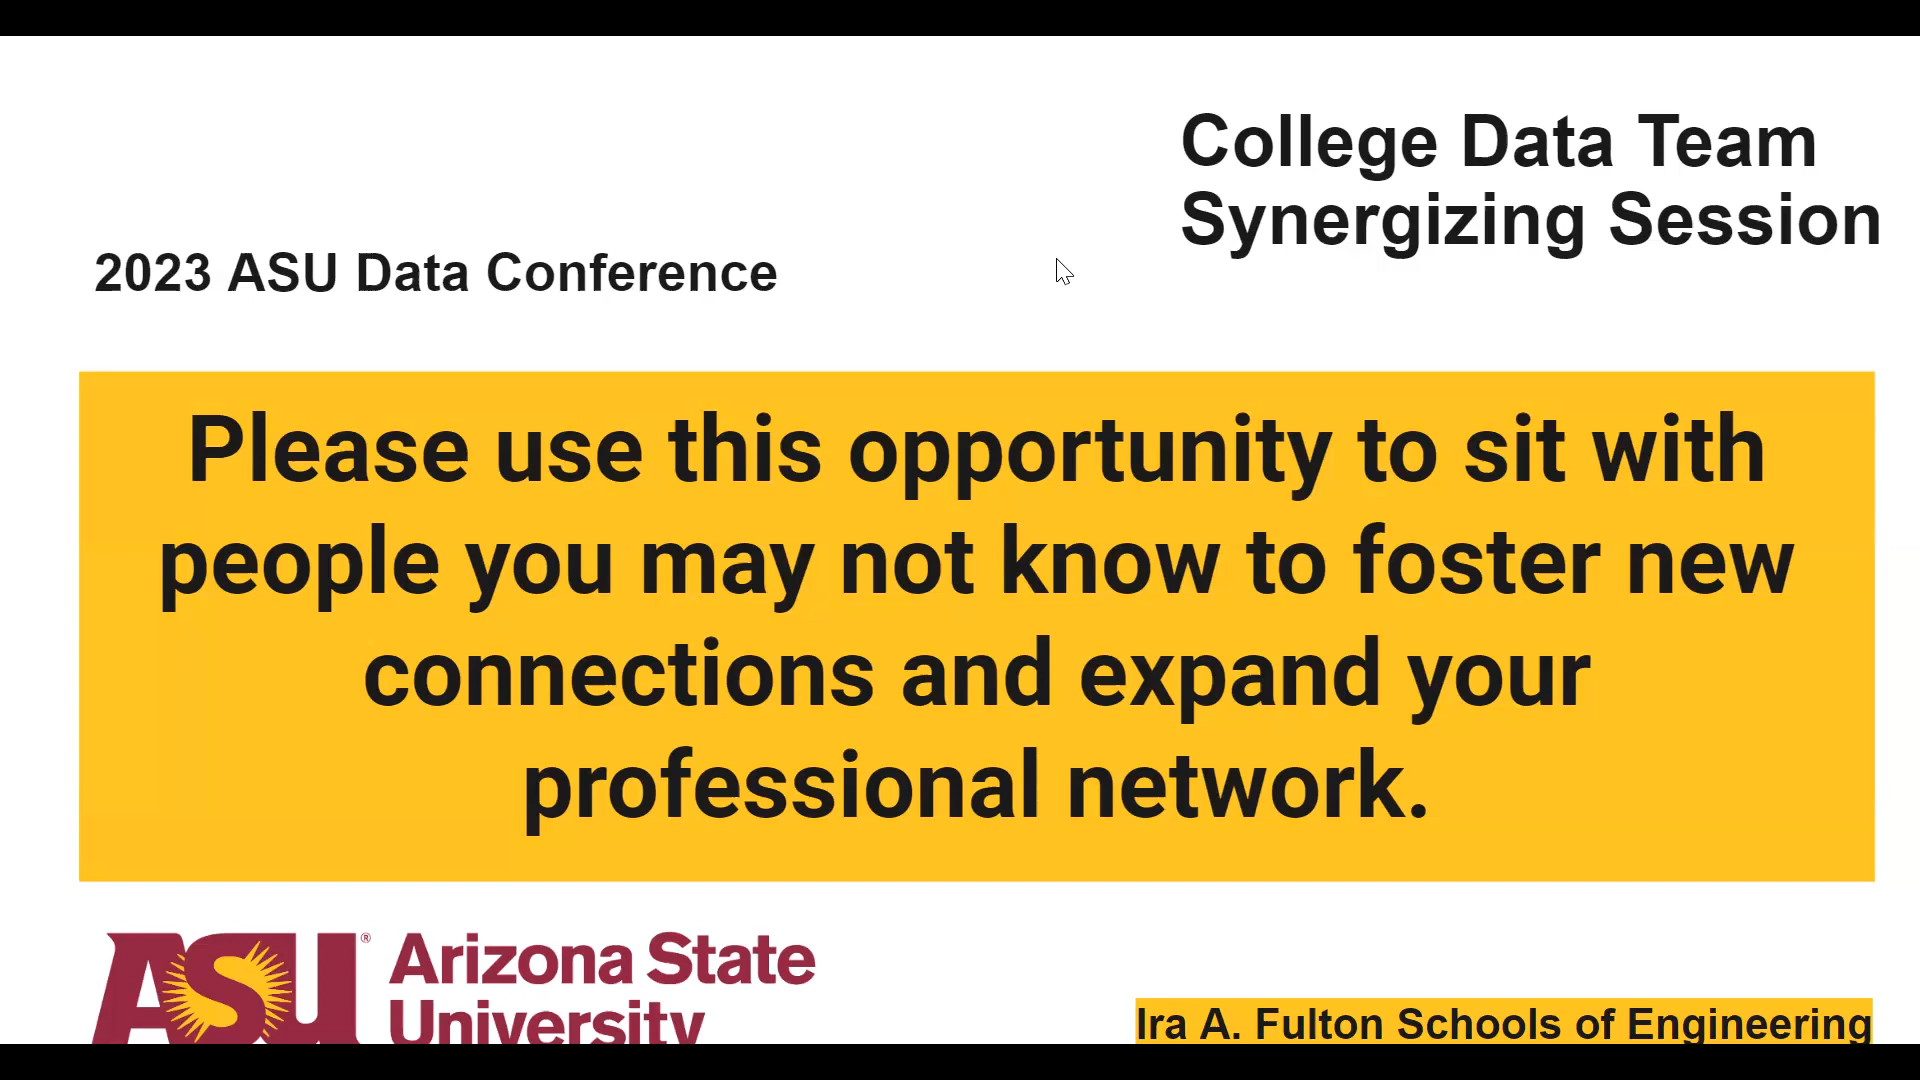 College Data Team
Synergizing Session
2023 ASU Data Conference
Please use this opportunity to sit with
people you may not know to foster new
connections and expand your
professional network.
ASU® Arizona State
University
Ira A. Fulton Schools of Engineering